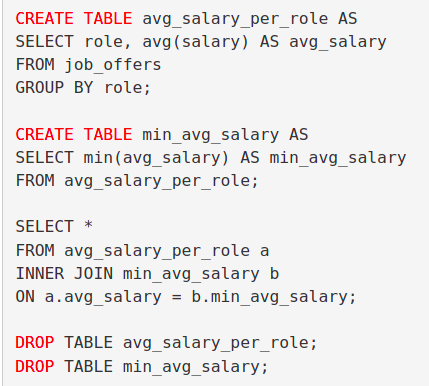 CREATE TABLE avg_salary_per_role AS
SELECT role, avg(salary) AS avg_salary
FROM job_offers
GROUP BY role;

CREATE TABLE min_avg_salary AS
SELECT min(avg_salary) AS min_avg_salary
FROM avg_salary_per_role;

SELECT *
FROM avg_salary_per_role a
INNER JOIN min_avg_salary b
ON a.avg_salary = b.min_avg_salary;

DROP TABLE avg_salary_per_role;
DROP TABLE min_avg_salary;